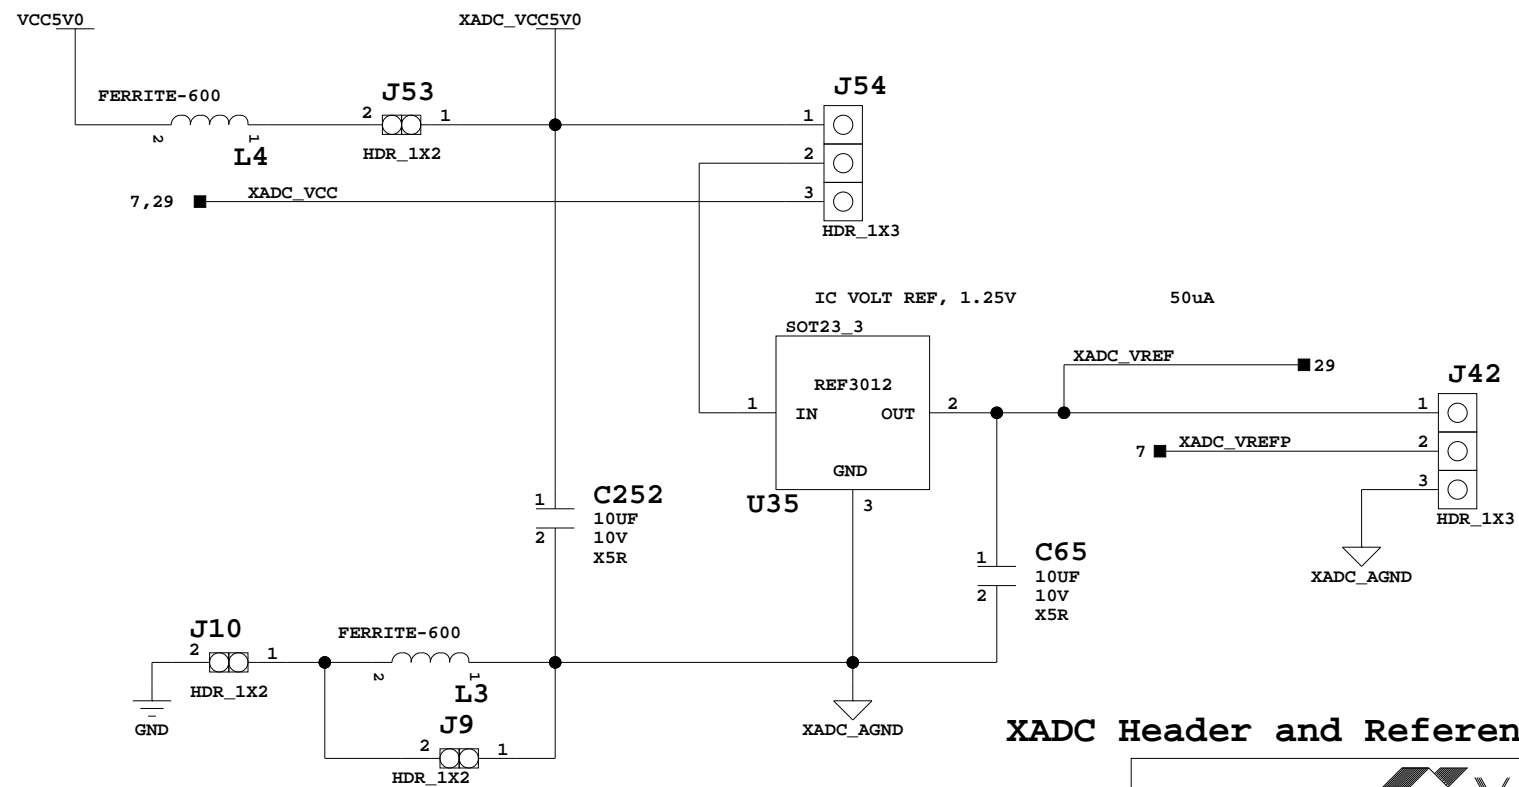 VCC5V0
XADC_VCC5V0
FERRITE-600
2
1
L4
J53
2
1
HDR_1X2
J54
1
2
3
HDR_1X3
7,29
XADC_VCC
IC VOLT REF, 1.25V
50uA
SOT23_3
REF3012
1
IN
OUT
2
GND
U35
3
XADC_VREF
29
J42
1
7
XADC_VREFP
2
3
HDR_1X3
XADC_AGND
1
2
C252
10UF
10V
X5R
1
2
C65
10UF
10V
X5R
J10
2
1
HDR_1X2
GND
FERRITE-600
2
1
L3
J9
2
1
HDR_1X2
XADC_AGND
XADC Header and Referen